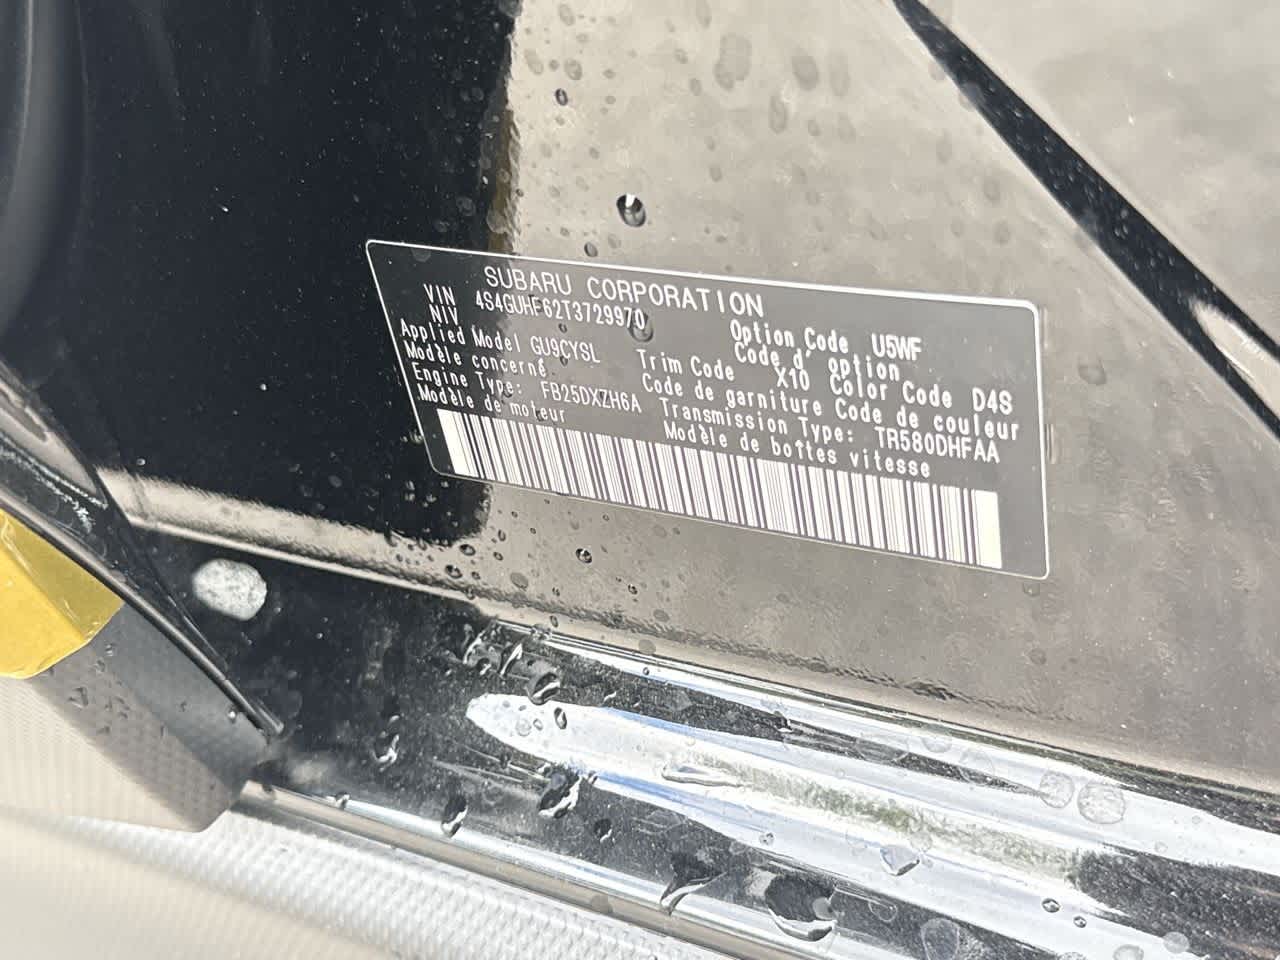 SUBARU CORPORATION
VIN 4S4GUHF62T3729970
NIV
Option Code U5WF
Code d' option
Applied Model GU9CYSL
Modèle concerné
Trim Code X10 Color Code D4S
Code de garniture Code de couleur
Engine Type: FB25DXZH6A
Modèle de moteur
Transmission Type: TR580DHFAA
Modèle de boîtes vitesse